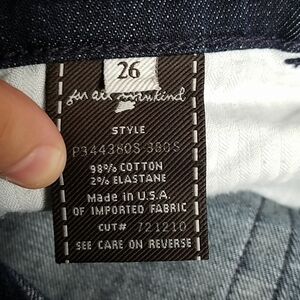 26
for all mankind
STYLE
P344380S-380S
98% COTTON
2% ELASTANE
Made in U.S.A.
OF IMPORTED FABRIC
CUT# 721210
SEE CARE ON REVERSE